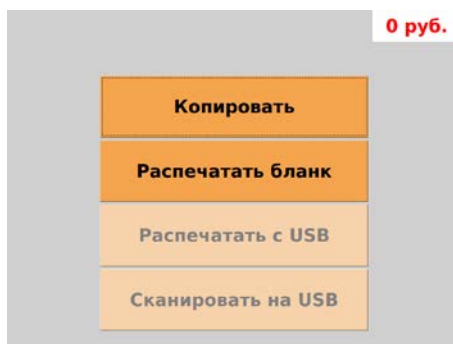 0 руб.
Копировать
Распечатать бланк
Распечатать с USB
Сканировать на USB